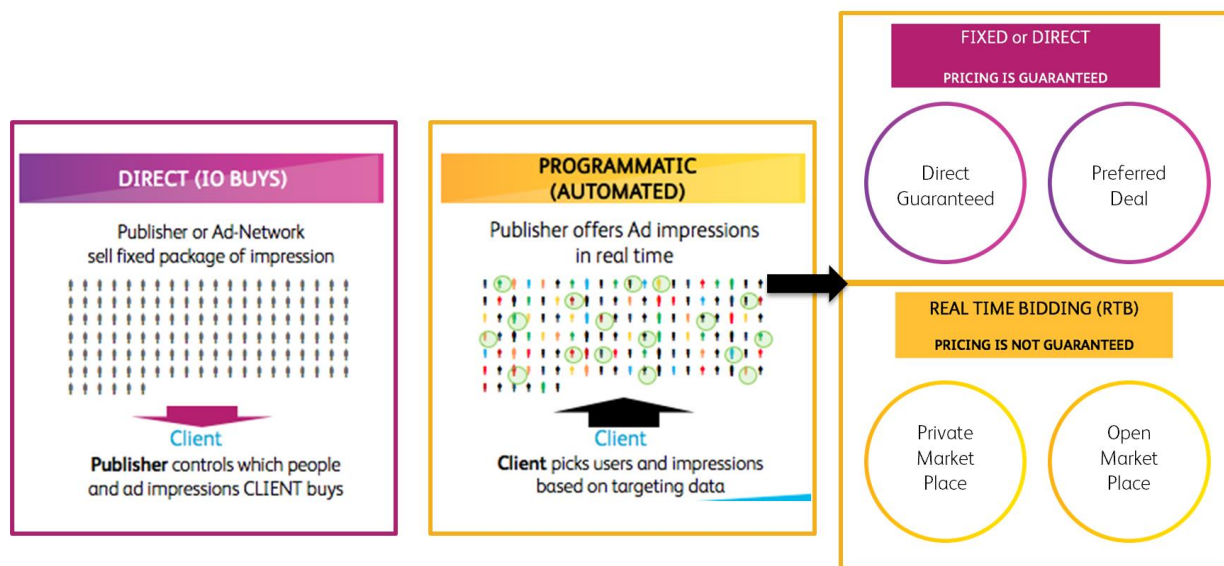 DIRECT (IO BUYS)
Publisher or Ad-Network
sell fixed package of impression
Client
Publisher controls which people
and ad impressions CLIENT buys
PROGRAMMATIC
(AUTOMATED)
Publisher offers Ad impressions
in real time
Client
Client picks users and impressions
based on targeting data
FIXED or DIRECT
PRICING IS GUARANTEED
Direct
Guaranteed
Preferred
Deal
REAL TIME BIDDING (RTB)
PRICING IS NOT GUARANTEED
Private
Market
Place
Open
Market
Place